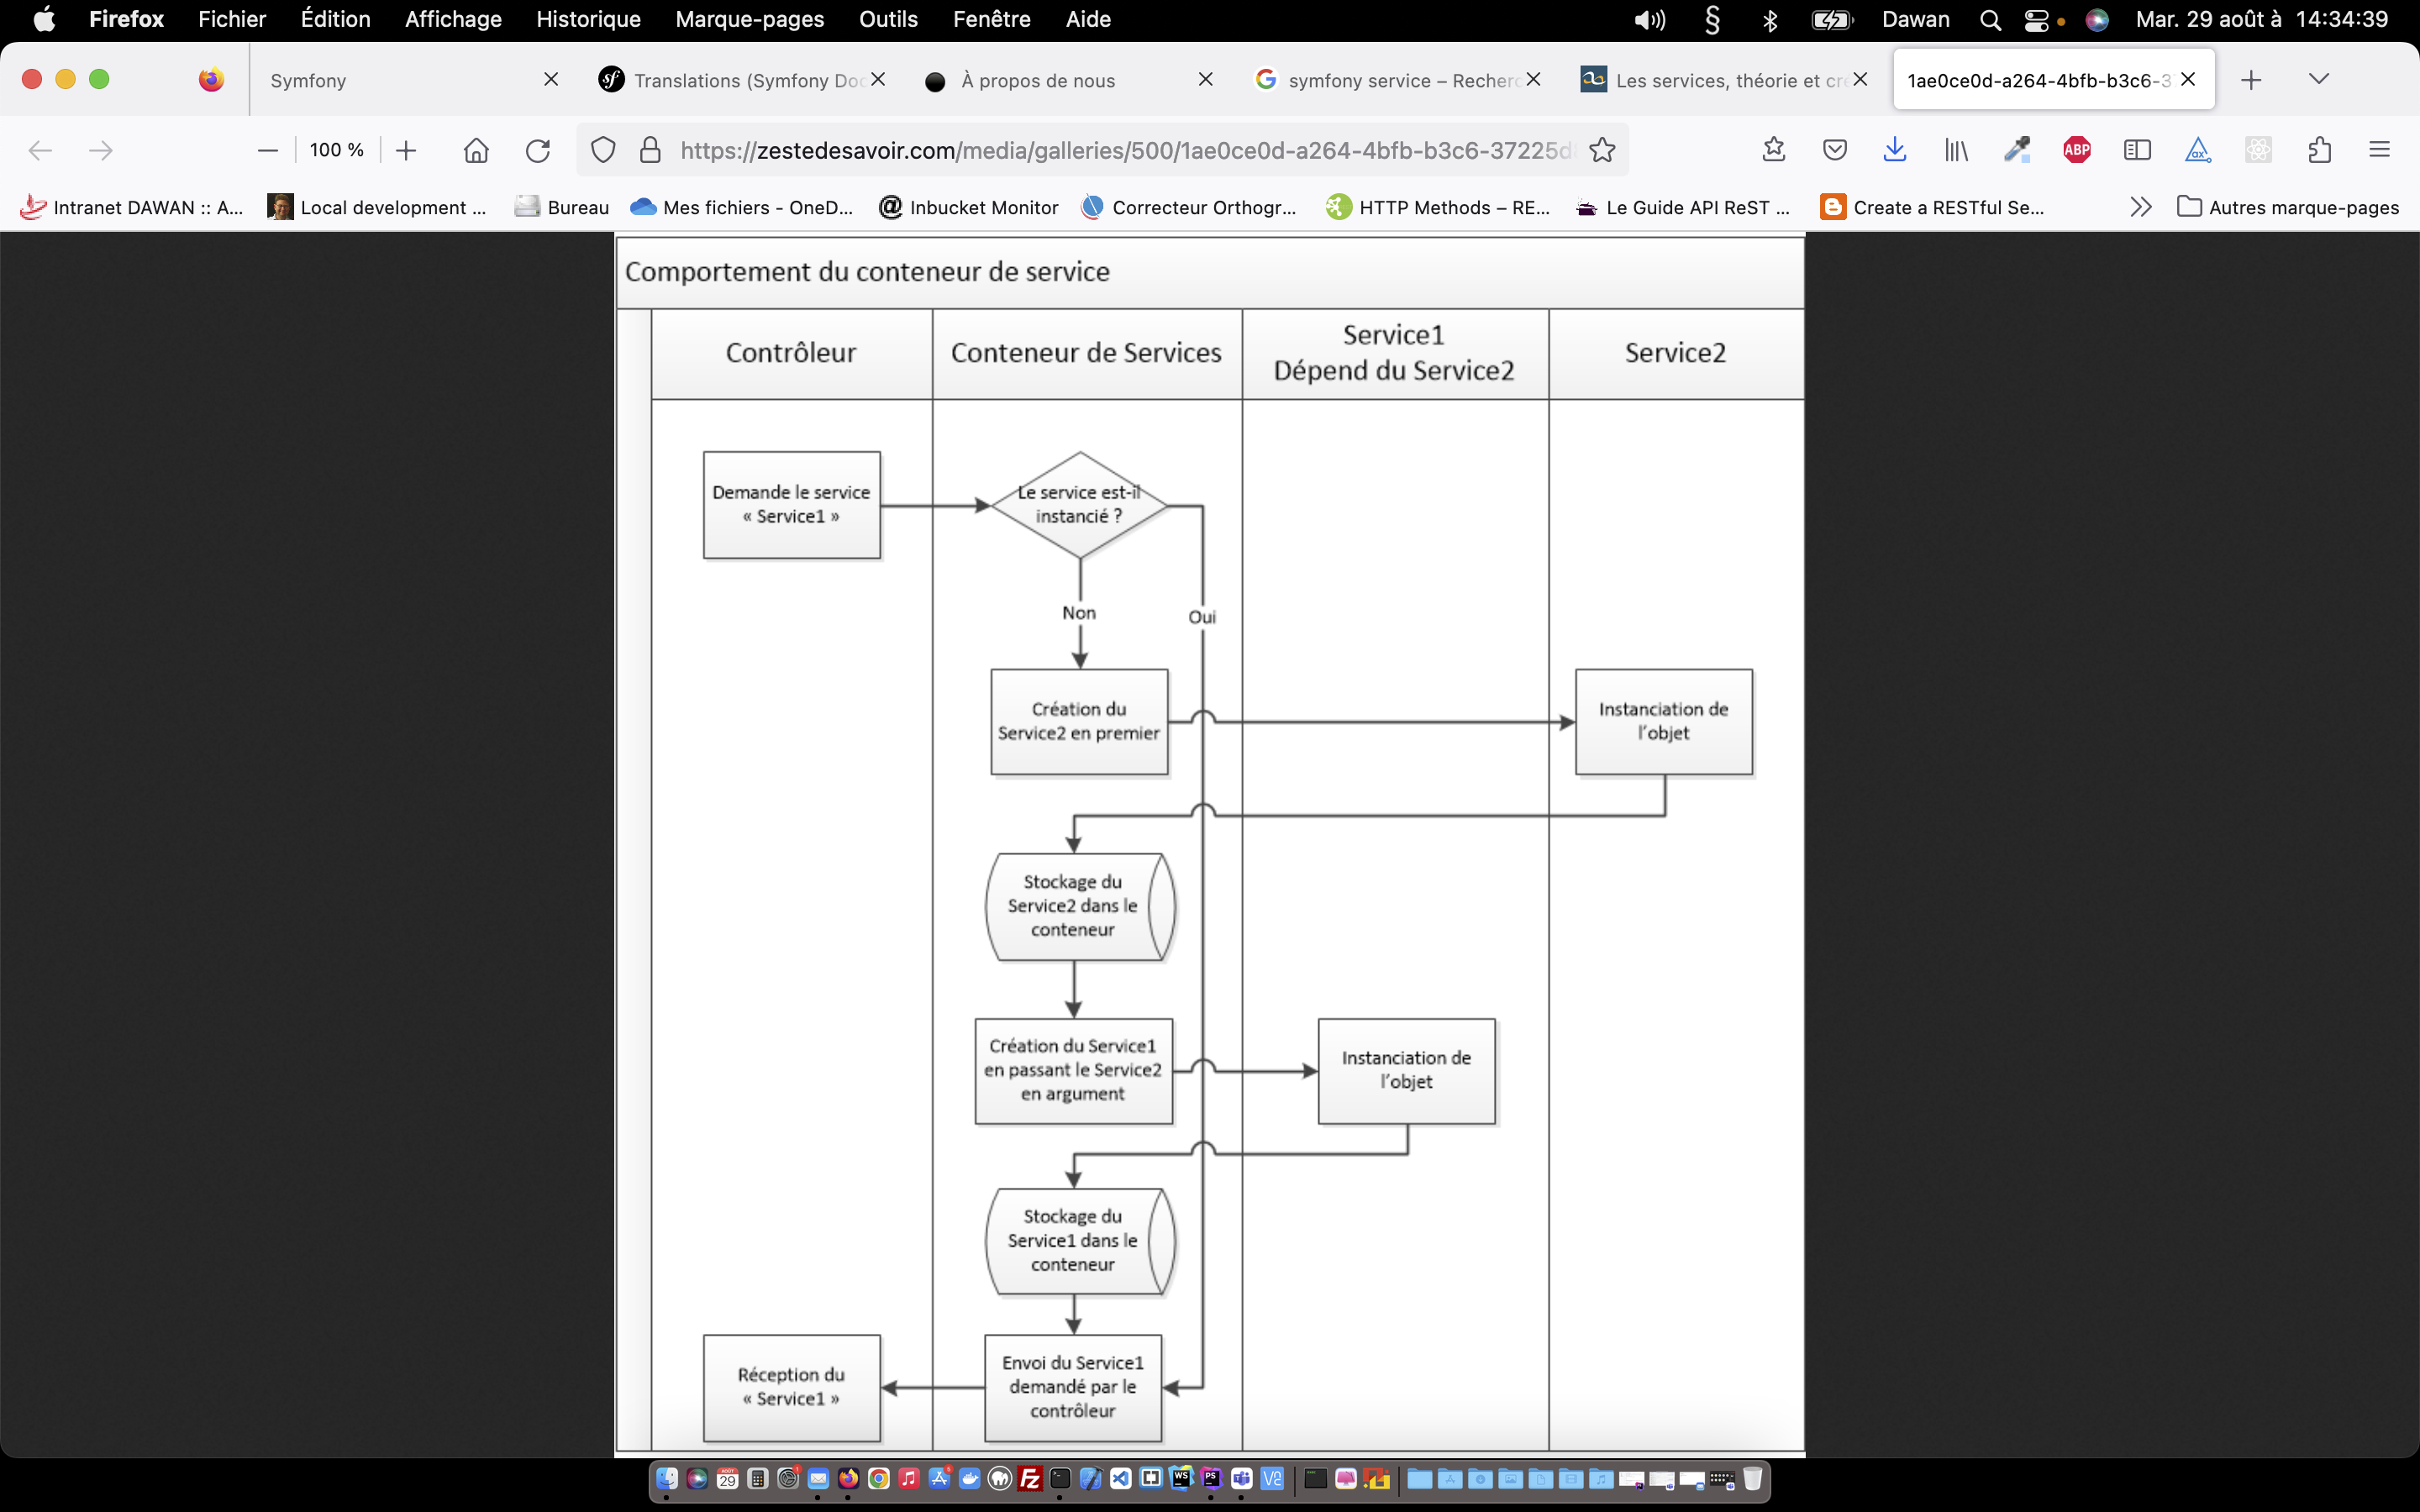 Firefox Fichier Édition Affichage Historique Marque-pages Outils Fenêtre Aide Dawan Mar. 29 août à 14:34:39
Symfony Translations (Symfony Doc À propos de nous symfony service – Recherc Les services, théorie et cré 1ae0ce0d-a264-4bfb-b3c6-37
100 % https://zestedesavoir.com/media/galleries/500/1ae0ce0d-a264-4bfb-b3c6-37225d ABP
Intranet DAWAN :: A... Local development ... Bureau Mes fichiers - OneD... Inbucket Monitor Correcteur Orthogr... HTTP Methods – RE... Le Guide API ReST ... Create a RESTful Se... Autres marque-pages
Comportement du conteneur de service
Contrôleur
Conteneur de Services
Service1
Dépend du Service2
Service2
Demande le service
« Service1 »
Le service est-il
instancié ?
Non
Oui
Création du
Service2 en premier
Instanciation de
l'objet
Stockage du
Service2 dans le
conteneur
Création du Service1
en passant le Service2
en argument
Instanciation de
l'objet
Stockage du
Service1 dans le
conteneur
Envoi du Service1
demandé par le
contrôleur
Réception du
« Service1 »